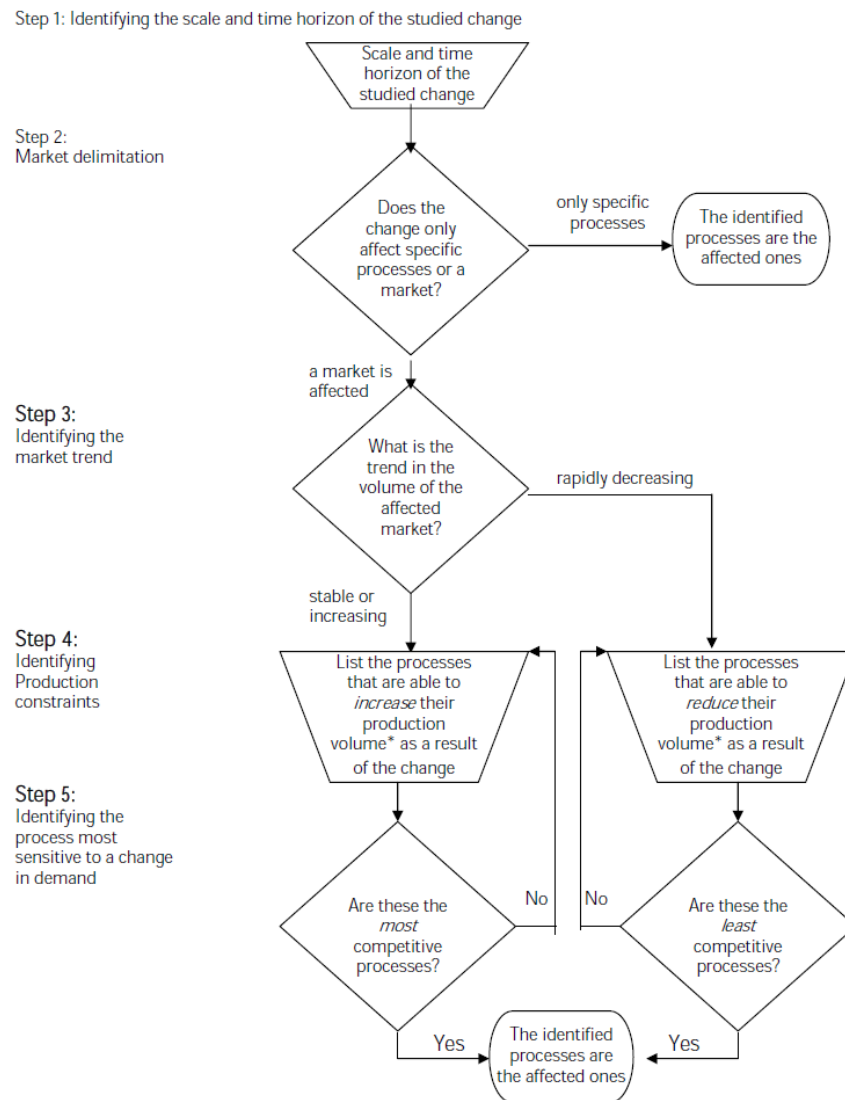 Step 1: Identifying the scale and time horizon of the studied change
Scale and time
horizon of the
studied change
Step 2:
Market delimitation
Does the
change only
affect specific
processes or a
market?
only specific
processes
The identified
processes are the
affected ones
a market is
affected
Step 3:
Identifying the
market trend
What is the
trend in the
volume of the
affected
market?
rapidly decreasing
stable or
increasing
Step 4:
Identifying
Production
constraints
List the processes
that are able to
increase their
production
volume* as a result
of the change
List the processes
that are able to
reduce their
production
volume* as a result
of the change
Step 5:
Identifying the
process most
sensitive to a change
in demand
Are these the
most
competitive
processes?
No
No
Are these the
least
competitive
processes?
Yes
The identified
processes are
the affected ones
Yes